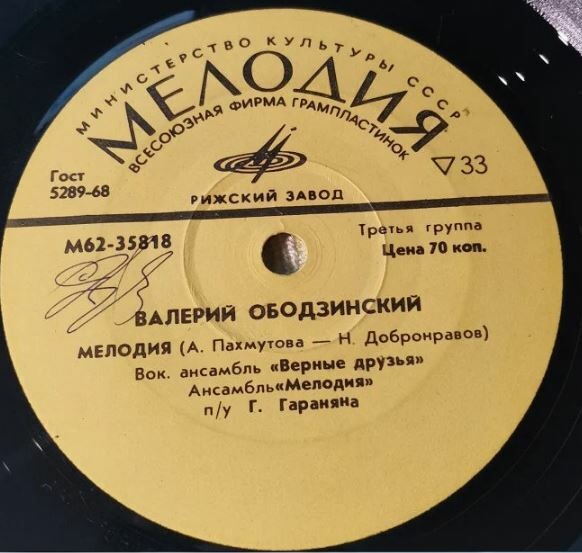 МИНИСТЕРСТВО КУЛЬТУРЫ СССР
МЕЛОДИЯ
ВСЕСОЮЗНАЯ ФИРМА ГРАМПЛАСТИНОК
▽ 33
Гост
5289-68
РИЖСКИЙ ЗАВОД
М62-35818
Третья группа
Цена 70 коп.
ВАЛЕРИЙ ОБОДЗИНСКИЙ
МЕЛОДИЯ (А. Пахмутова — Н. Добронравов)
Вок. ансамбль «Верные друзья»
Ансамбль«Мелодия»
п/у Г. Гараняна